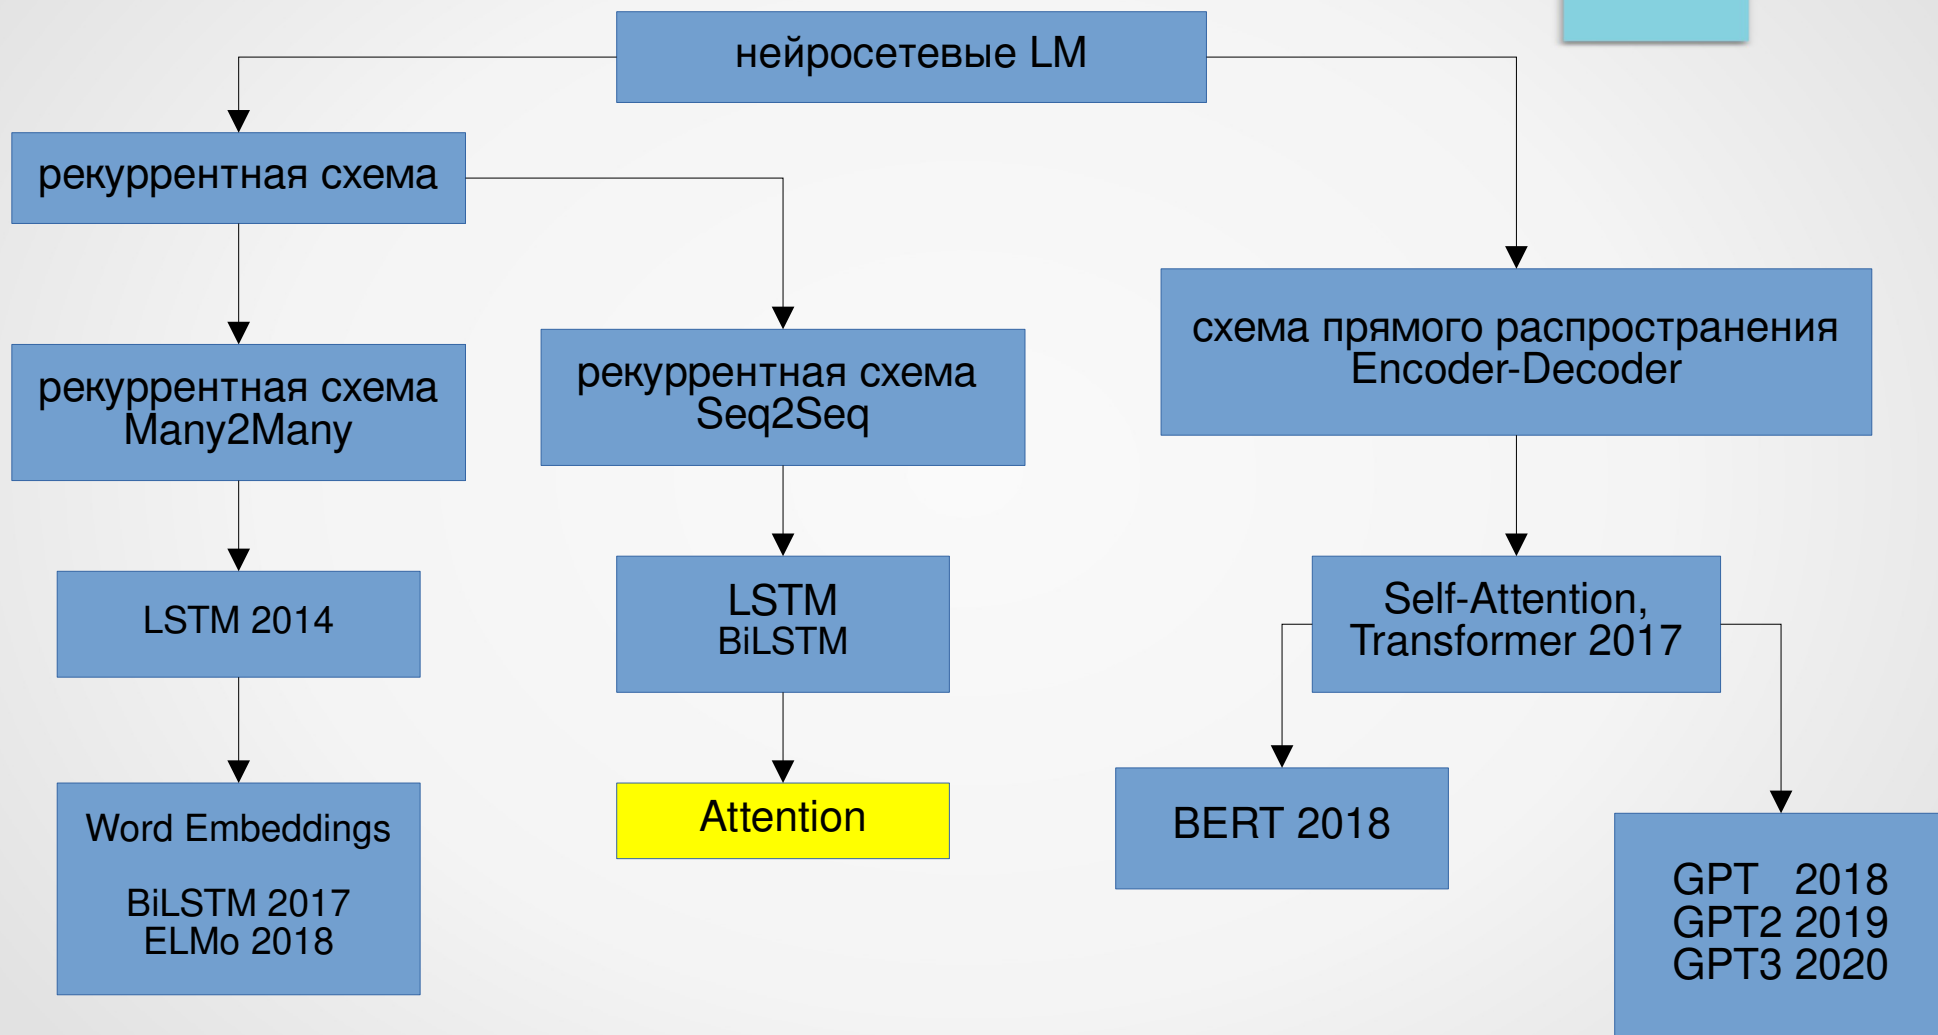 нейросетевые LM
рекуррентная схема
рекуррентная схема
Many2Many
рекуррентная схема
Seq2Seq
схема прямого распространения
Encoder-Decoder
LSTM 2014
LSTM
BiLSTM
Self-Attention,
Transformer 2017
Word Embeddings
BiLSTM 2017
ELMo 2018
Attention
BERT 2018
GPT 2018
GPT2 2019
GPT3 2020